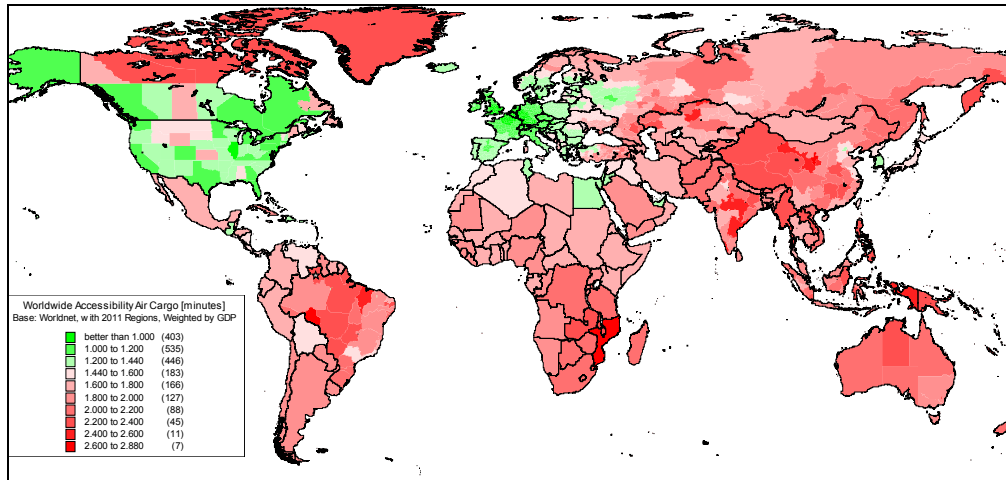 Worldwide Accessibility Air Cargo [minutes]
Base: Worldnet, with 2011 Regions, Weighted by GDP
better than 1.000 (403)
1.000 to 1.200 (535)
1.200 to 1.440 (446)
1.440 to 1.600 (183)
1.600 to 1.800 (166)
1.800 to 2.000 (127)
2.000 to 2.200 (88)
2.200 to 2.400 (45)
2.400 to 2.600 (11)
2.600 to 2.880 (7)